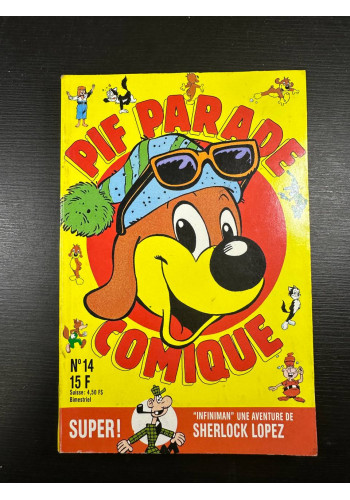 PIF PARADE
COMIQUE
N° 14
15 F
Suisse : 4,50 FS
Bimestriel
SUPER !
"INFINIMAN" UNE AVENTURE DE
SHERLOCK LOPEZ